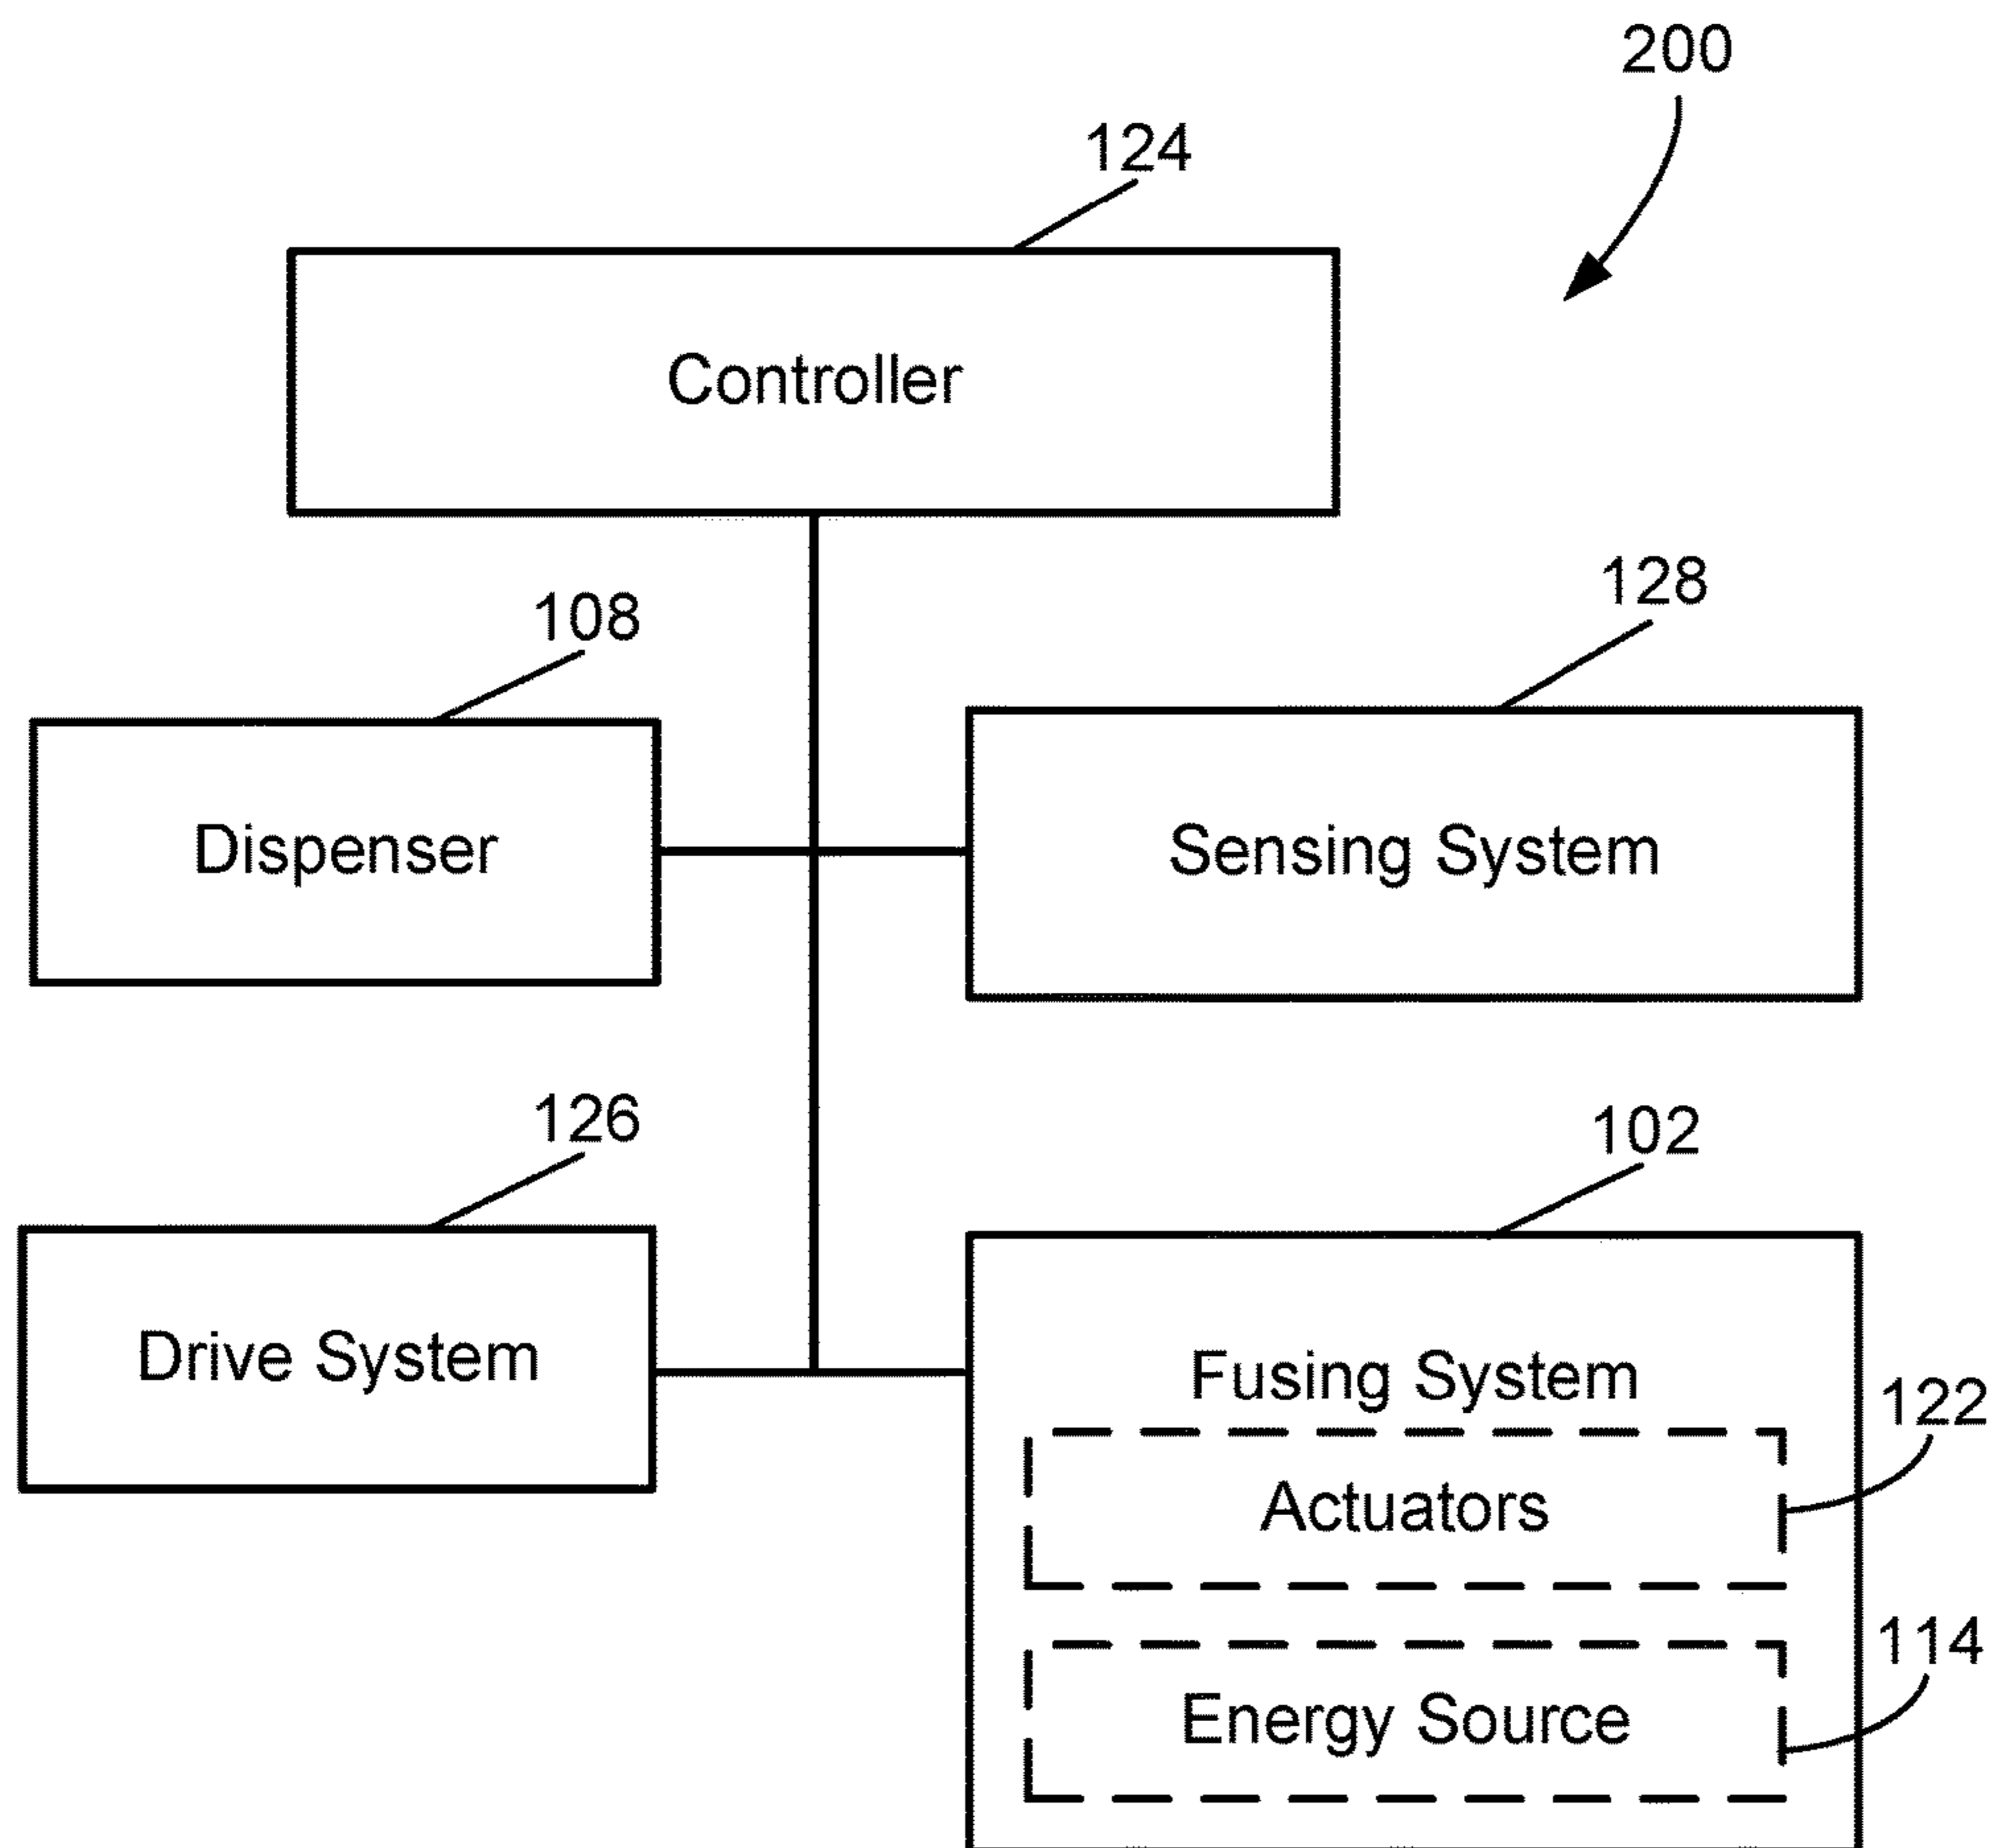 200
124
Controller
108
128
Dispenser
Sensing System
126
102
Drive System
Fusing System
122
Actuators
114
Energy Source